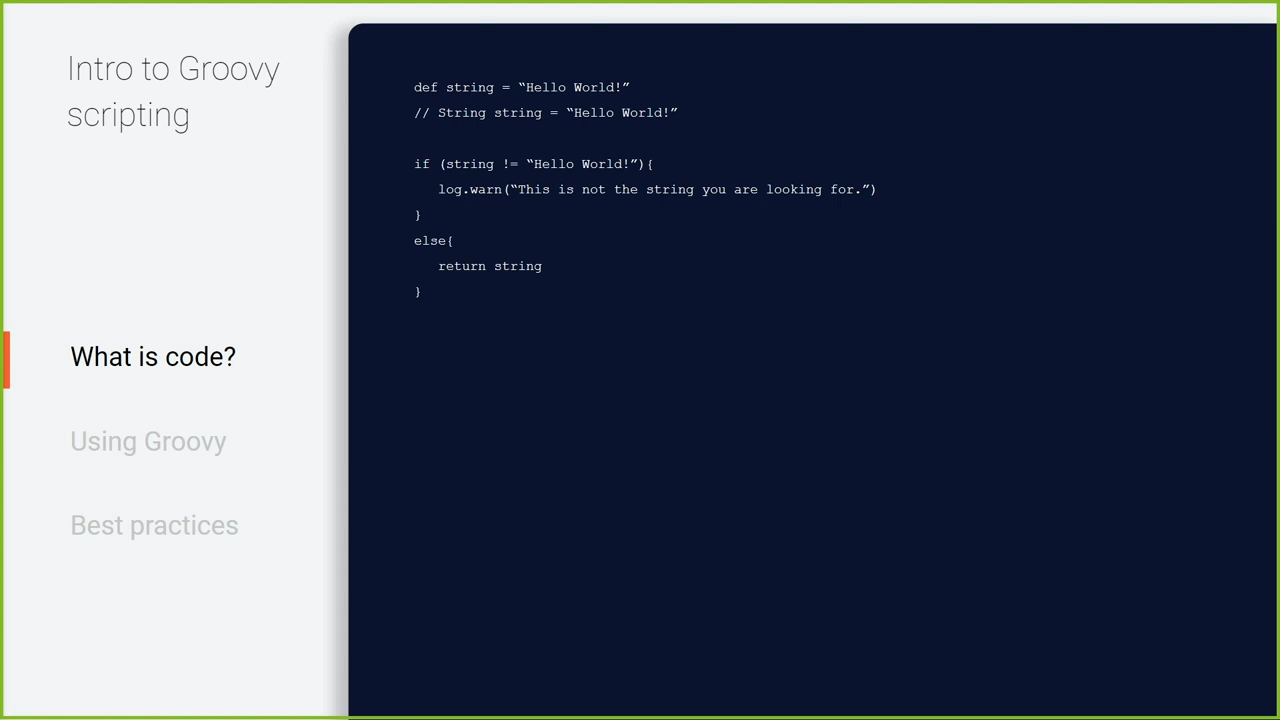 Intro to Groovy
scripting
What is code?
Using Groovy
Best practices
def string = “Hello World!”
// String string = “Hello World!”
if (string != “Hello World!”){
   log.warn(“This is not the string you are looking for.”)
}
else{
   return string
}